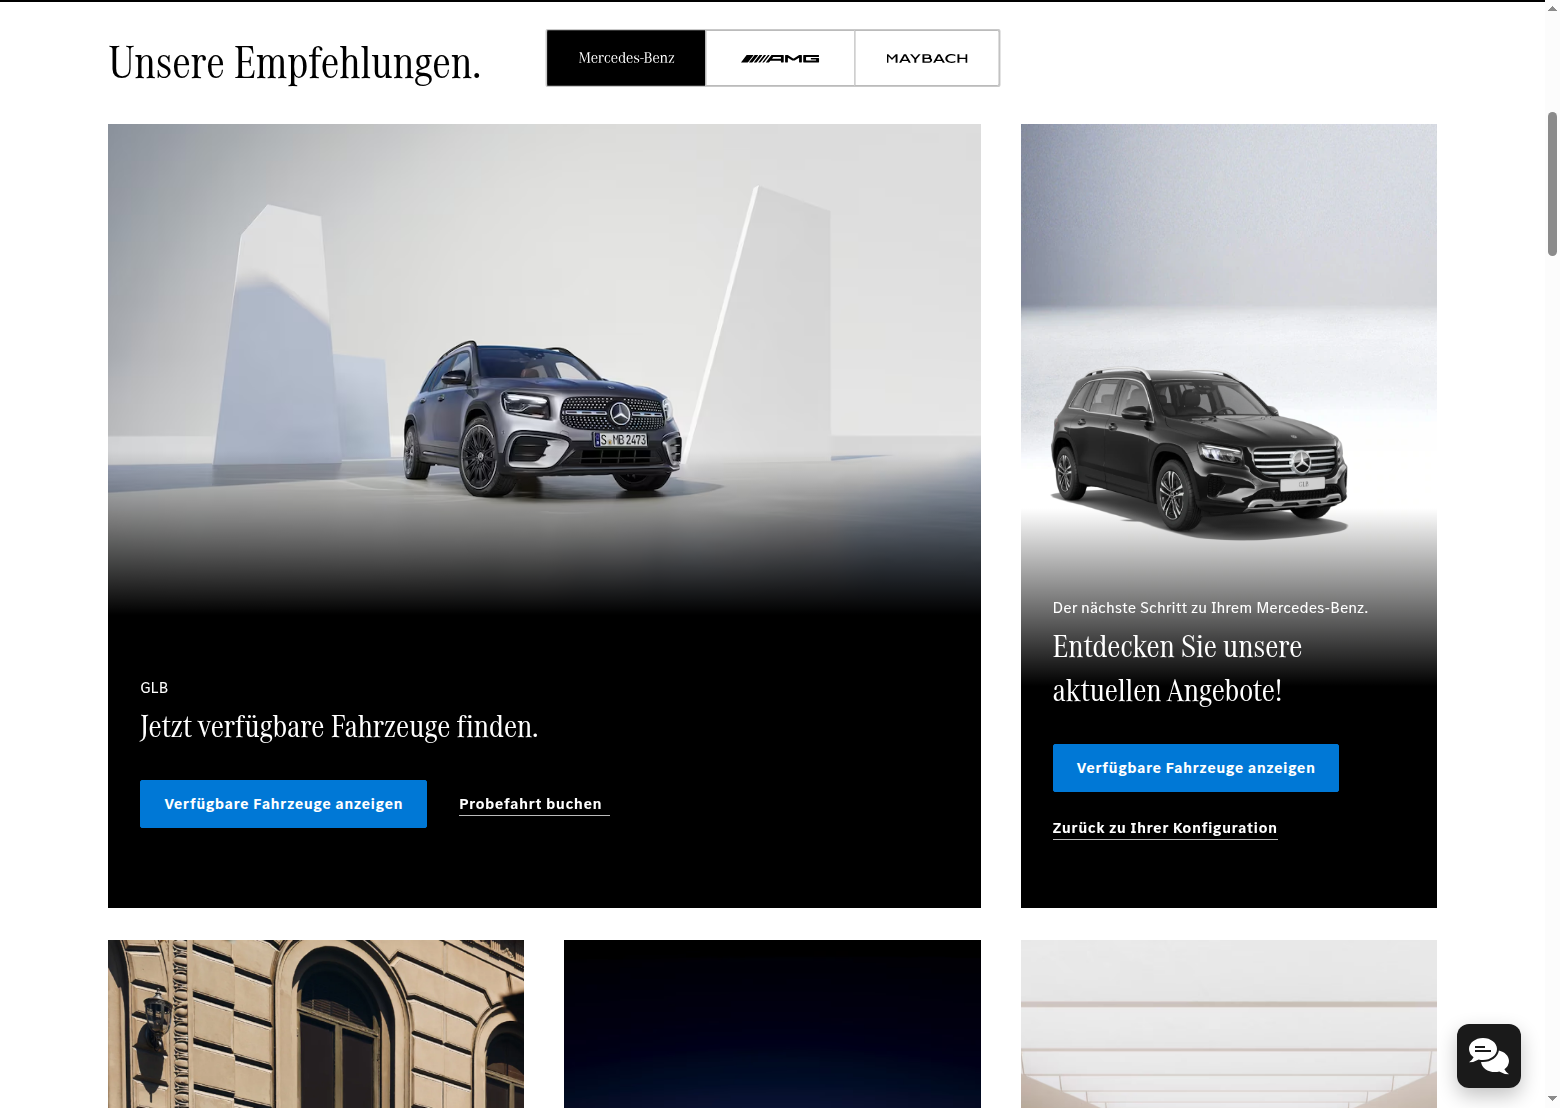 Unsere Empfehlungen.
Mercedes-Benz
AMG
MAYBACH
S MB 2473
GLB
GLB
Jetzt verfügbare Fahrzeuge finden.
Verfügbare Fahrzeuge anzeigen
Probefahrt buchen
Der nächste Schritt zu Ihrem Mercedes-Benz.
Entdecken Sie unsere
aktuellen Angebote!
Verfügbare Fahrzeuge anzeigen
Zurück zu Ihrer Konfiguration